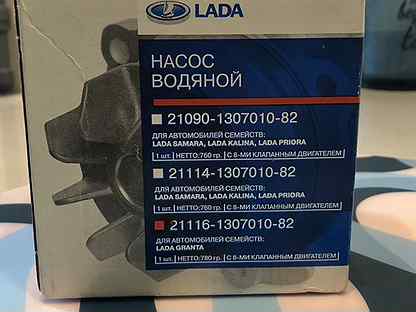 LADA
НАСОС
ВОДЯНОЙ
21090-1307010-82
ДЛЯ АВТОМОБИЛЕЙ СЕМЕЙСТВ:
LADA SAMARA, LADA KALINA, LADA PRIORA
1 шт. | НЕТТО:760 гр. | С 8-МИ КЛАПАННЫМ ДВИГАТЕЛЕМ
21114-1307010-82
ДЛЯ АВТОМОБИЛЕЙ СЕМЕЙСТВ:
LADA SAMARA, LADA KALINA, LADA PRIORA
1 шт. | НЕТТО:760 гр. | С 8-МИ КЛАПАННЫМ ДВИГАТЕЛЕМ
21116-1307010-82
ДЛЯ АВТОМОБИЛЕЙ СЕМЕЙСТВ:
LADA GRANTA
1 шт. | НЕТТО:780 гр. | С 8-МИ КЛАПАННЫМ ДВИГАТЕЛЕМ